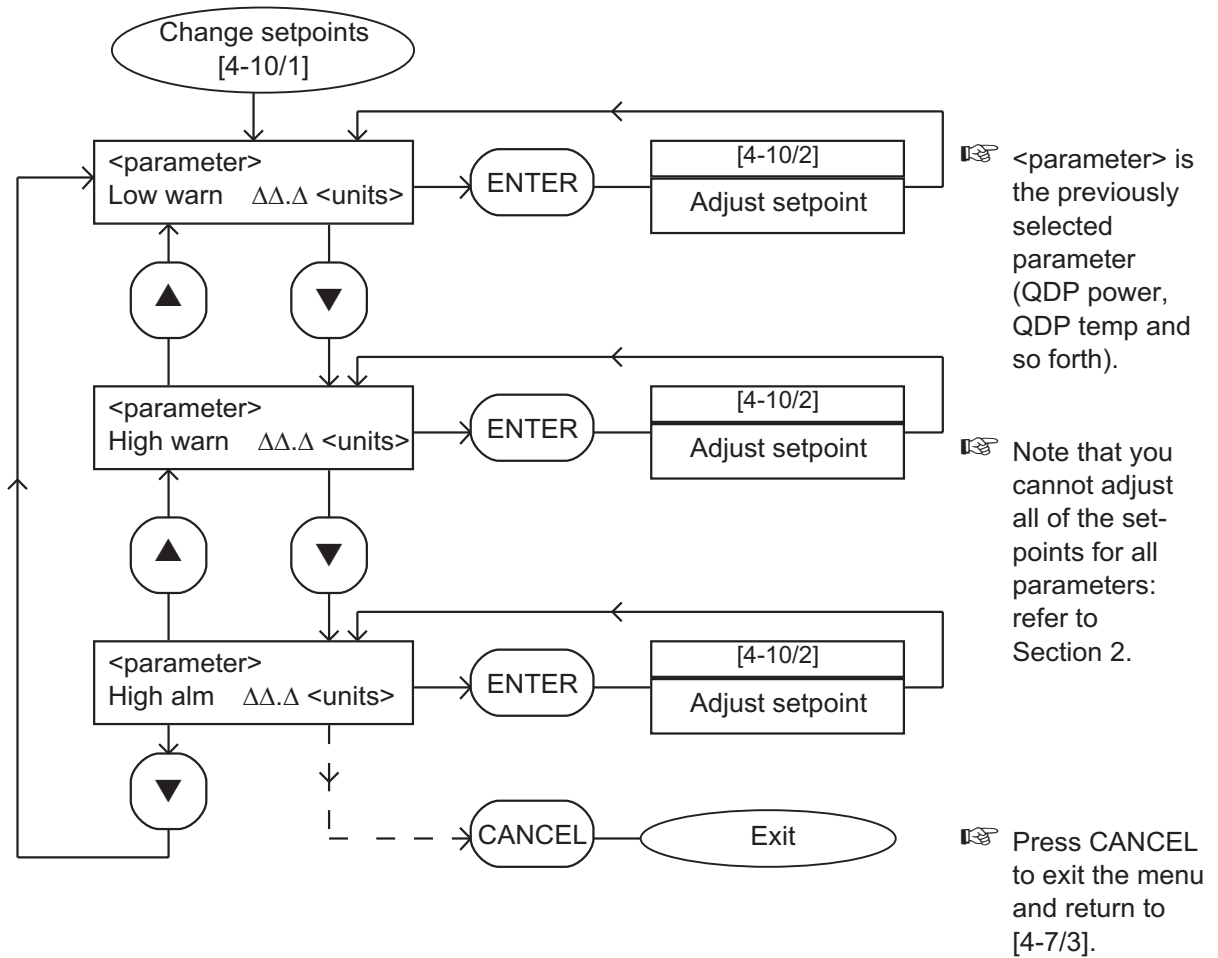 Change setpoints
[4-10/1]
<parameter>
Low warn ΔΔ.Δ <units>
ENTER
[4-10/2]
Adjust setpoint
☞ <parameter> is
the previously
selected
parameter
(QDP power,
QDP temp and
so forth).
▲
▼
<parameter>
High warn ΔΔ.Δ <units>
ENTER
[4-10/2]
Adjust setpoint
☞ Note that you
cannot adjust
all of the set-
points for all
parameters:
refer to
Section 2.
▲
▼
<parameter>
High alm ΔΔ.Δ <units>
ENTER
[4-10/2]
Adjust setpoint
▼
CANCEL
Exit
☞ Press CANCEL
to exit the menu
and return to
[4-7/3].